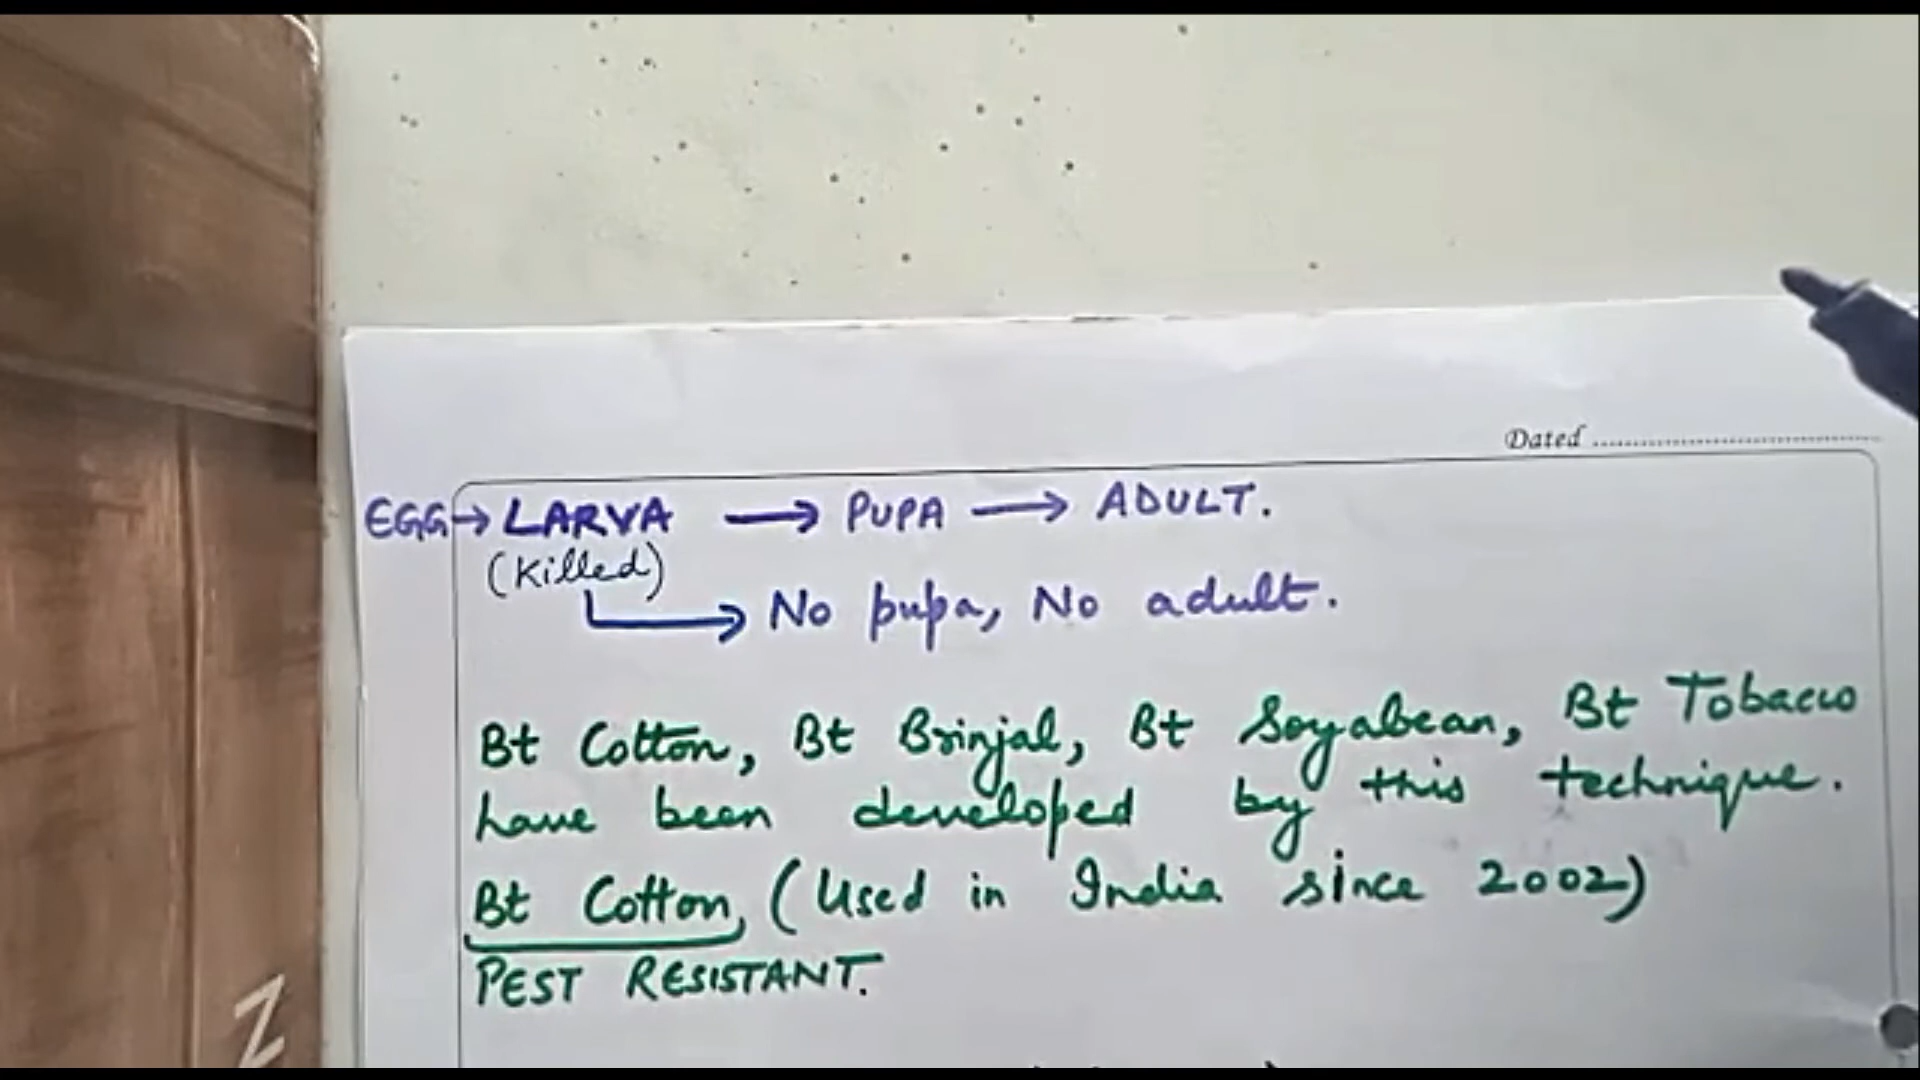 Dated
EGG → LARVA → PUPA → ADULT.
(Killed)
→ No pupa, No adult.
Bt Cotton, Bt Brinjal, Bt Soyabean, Bt Tobacco
have been developed by this technique.
Bt Cotton, (Used in India since 2002)
PEST RESISTANT.
N